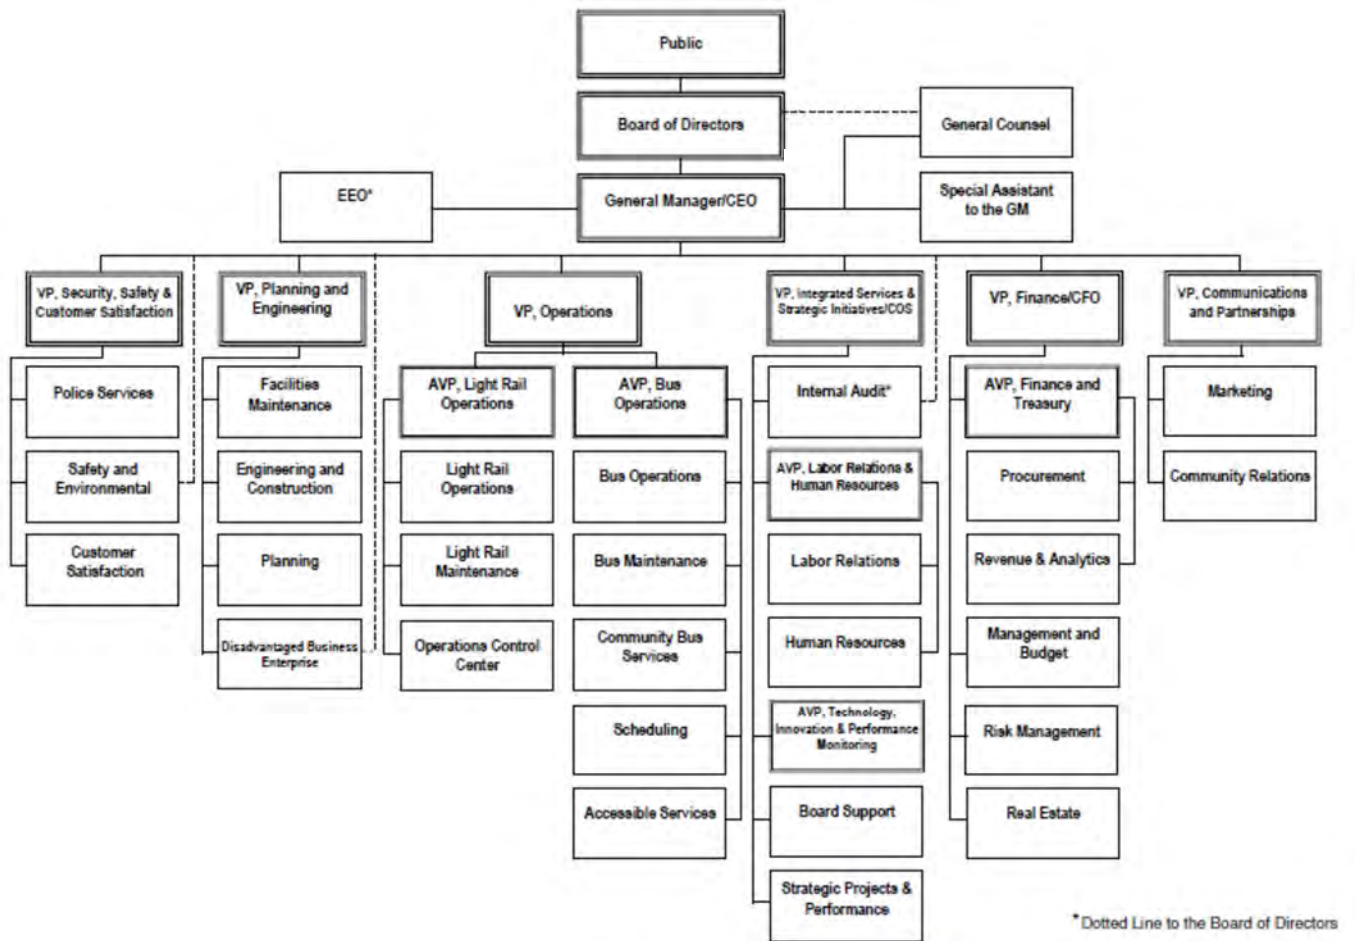 Public
Board of Directors
General Counsel
EEO*
General Manager/CEO
Special Assistant
to the GM
VP, Security, Safety &
Customer Satisfaction
VP, Planning and
Engineering
VP, Operations
VP, Integrated Services &
Strategic Initiatives/COS
VP, Finance/CFO
VP, Communications
and Partnerships
Police Services
Safety and
Environmental
Customer
Satisfaction
Facilities
Maintenance
Engineering and
Construction
Planning
Disadvantaged Business
Enterprise
AVP, Light Rail
Operations
Light Rail
Operations
Light Rail
Maintenance
Operations Control
Center
AVP, Bus
Operations
Bus Operations
Bus Maintenance
Community Bus
Services
Scheduling
Accessible Services
Internal Audit*
AVP, Labor Relations &
Human Resources
Labor Relations
Human Resources
AVP, Technology,
Innovation & Performance
Monitoring
Board Support
Strategic Projects &
Performance
AVP, Finance and
Treasury
Procurement
Revenue & Analytics
Management and
Budget
Risk Management
Real Estate
Marketing
Community Relations
*Dotted Line to the Board of Directors